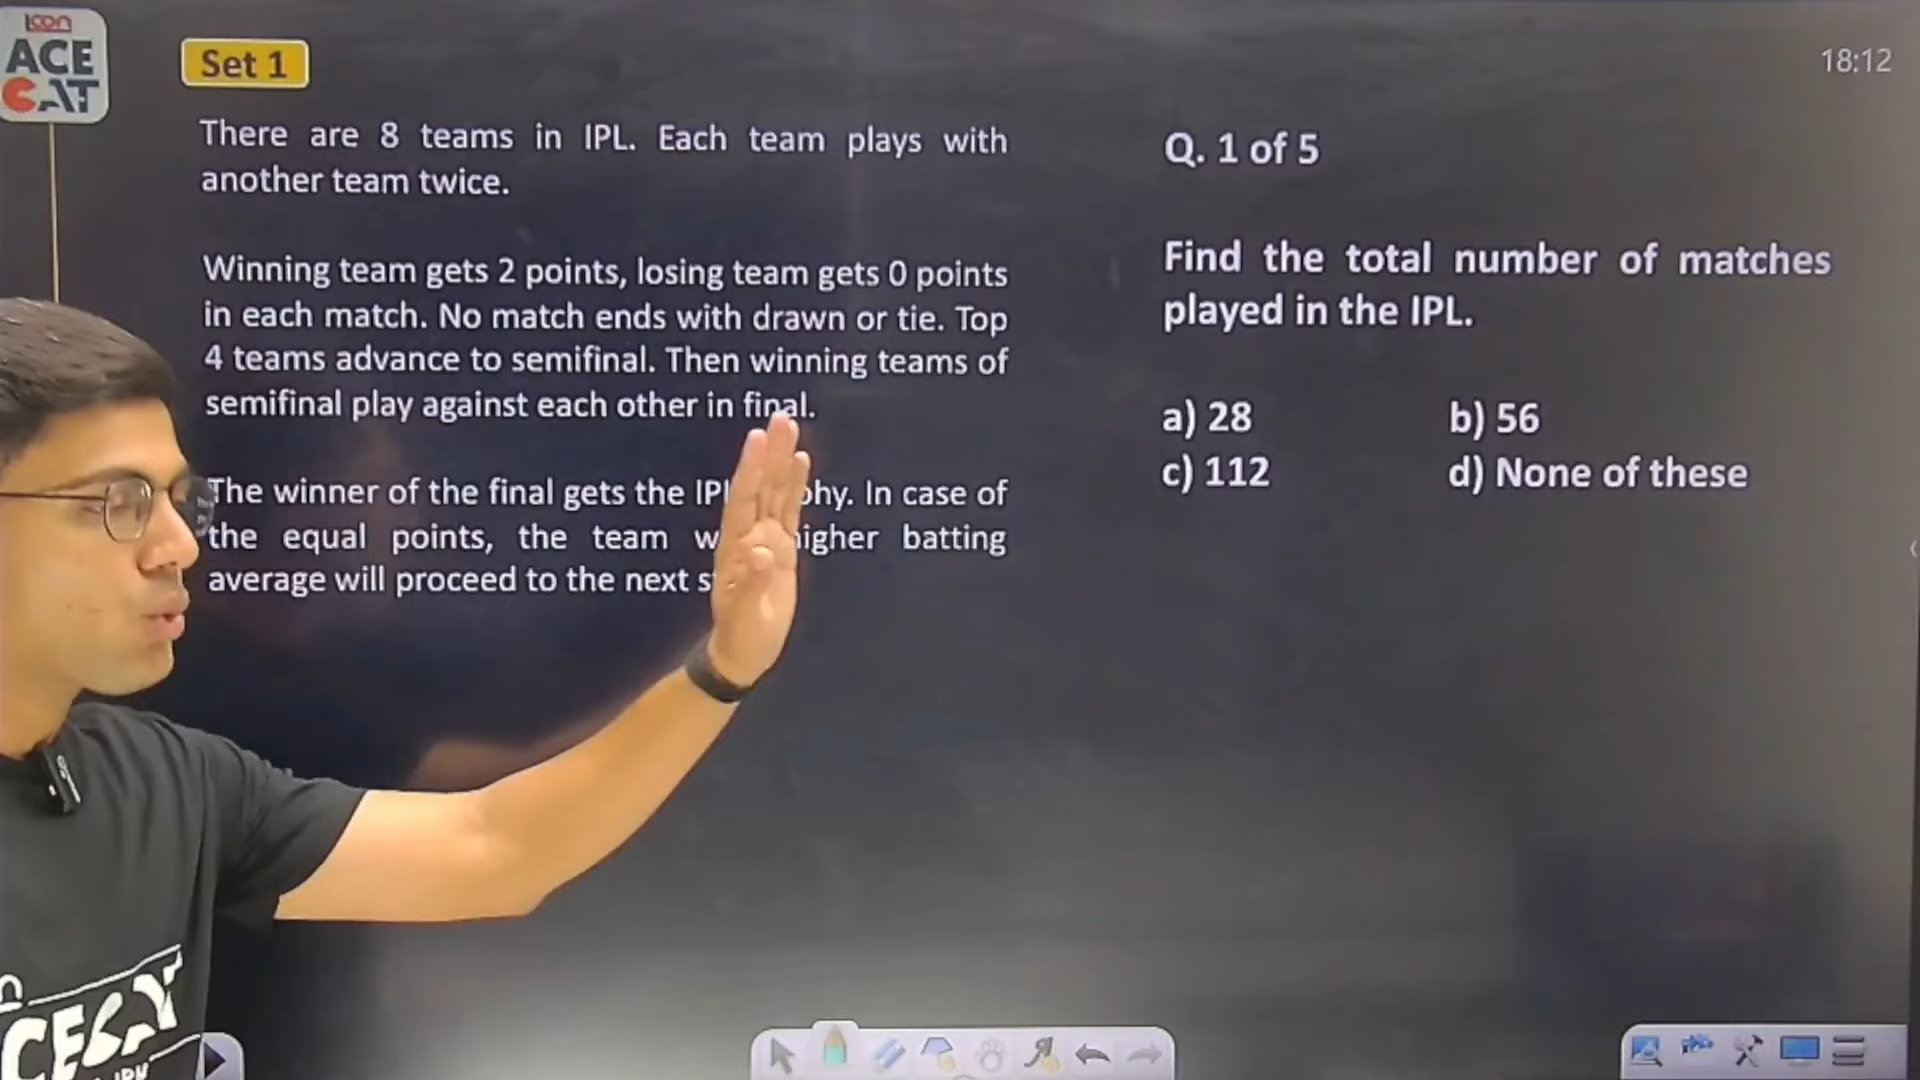 ıcon
ACE
CAT
Set 1
18:12
There are 8 teams in IPL. Each team plays with
another team twice.
Winning team gets 2 points, losing team gets 0 points
in each match. No match ends with drawn or tie. Top
4 teams advance to semifinal. Then winning teams of
semifinal play against each other in final.
The winner of the final gets the In case of
the equal points, the team batting
average will proceed to the next
Q. 1 of 5
Find the total number of matches
played in the IPL.
a) 28 b) 56
c) 112 d) None of these